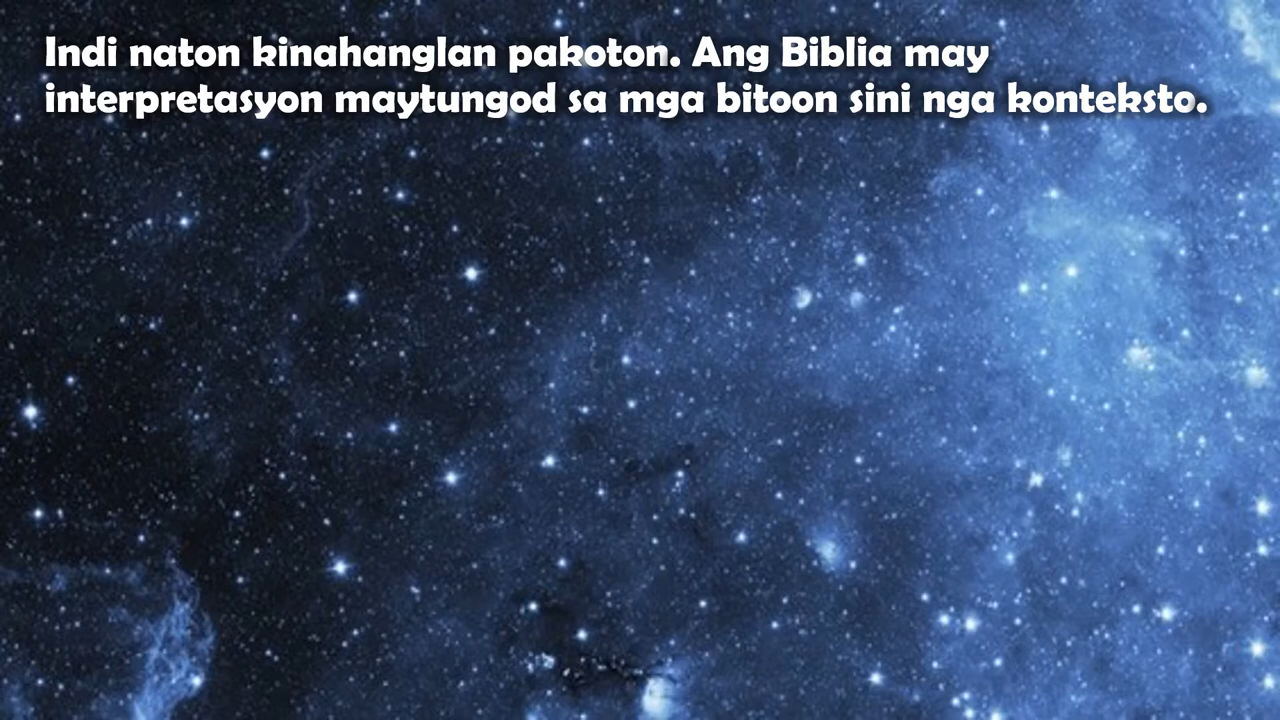 Indi naton kinahanglan pakoton. Ang Biblia may
interpretasyon maytungod sa mga bitoon sini nga konteksto.